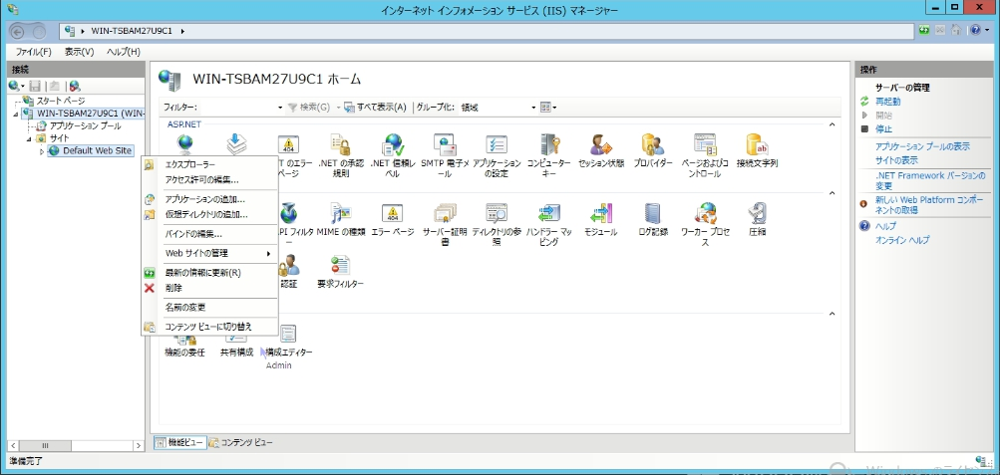 インターネット インフォメーション サービス (IIS) マネージャー
WIN-TSBAM27U9C1
ファイル(F) 表示(V) ヘルプ(H)
接続
スタート ページ
WIN-TSBAM27U9C1 (WIN-
アプリケーション プール
サイト
Default Web Site
エクスプローラー
アクセス許可の編集...
アプリケーションの追加...
仮想ディレクトリの追加...
バインドの編集...
Web サイトの管理
最新の情報に更新(R)
削除
名前の変更
コンテンツ ビューに切り替え
WIN-TSBAM27U9C1 ホーム
フィルター: 検索(G) すべて表示(A) グループ化: 領域
ASP.NET
T のエラー ページ
.NET の承認規則
.NET 信頼レベル
SMTP 電子メール
アプリケーションの設定
コンピューター キー
セッション状態
プロバイダー
ページおよびコントロール
接続文字列
API フィルター
MIME の種類
エラー ページ
サーバー証明書
ディレクトリの参照
ハンドラー マッピング
モジュール
ログ記録
ワーカー プロセス
圧縮
認証
要求フィルター
機能の委任
共有構成
構成エディター
Admin
機能ビュー コンテンツ ビュー
操作
サーバーの管理
再起動
開始
停止
アプリケーション プールの表示
サイトの表示
.NET Framework バージョンの
変更
新しい Web Platform コンポー
ネントの取得
ヘルプ
オンライン ヘルプ
準備完了